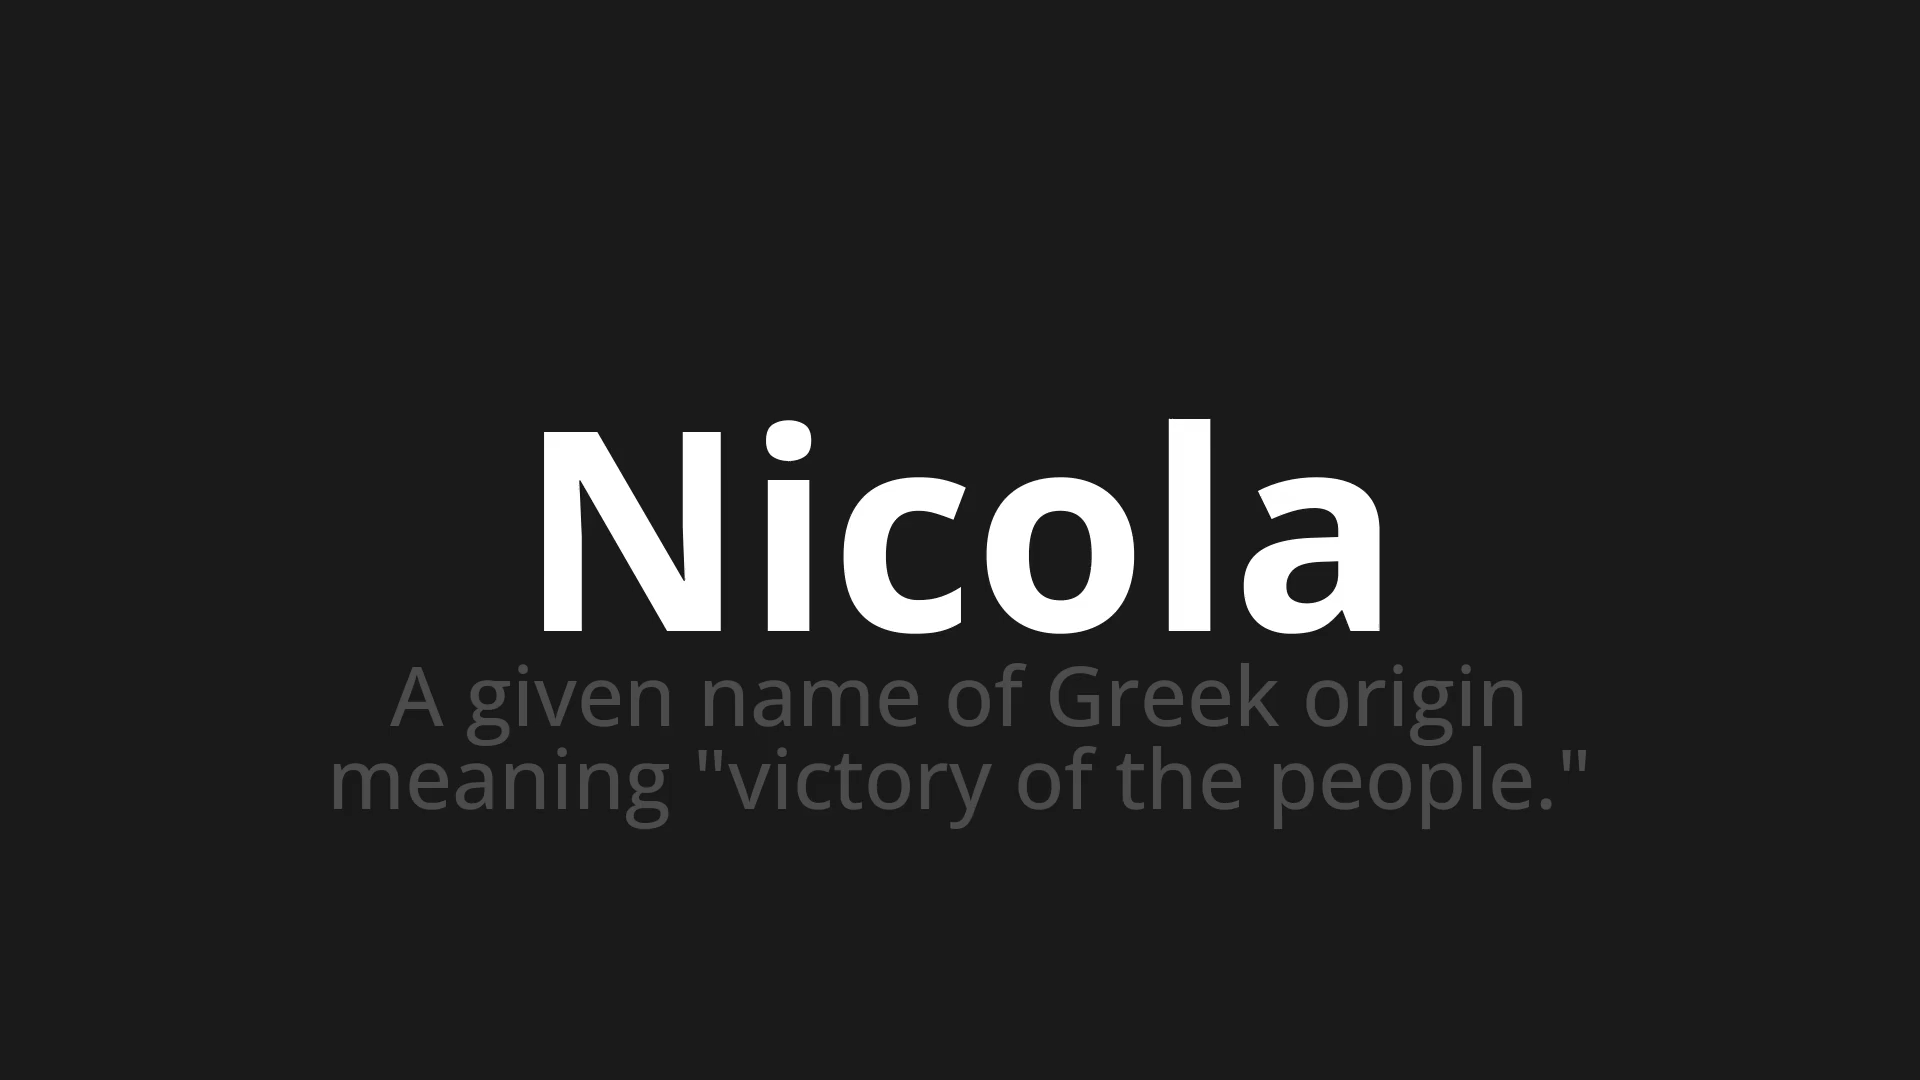 Nicola
A given name of Greek origin
meaning "victory of the people."